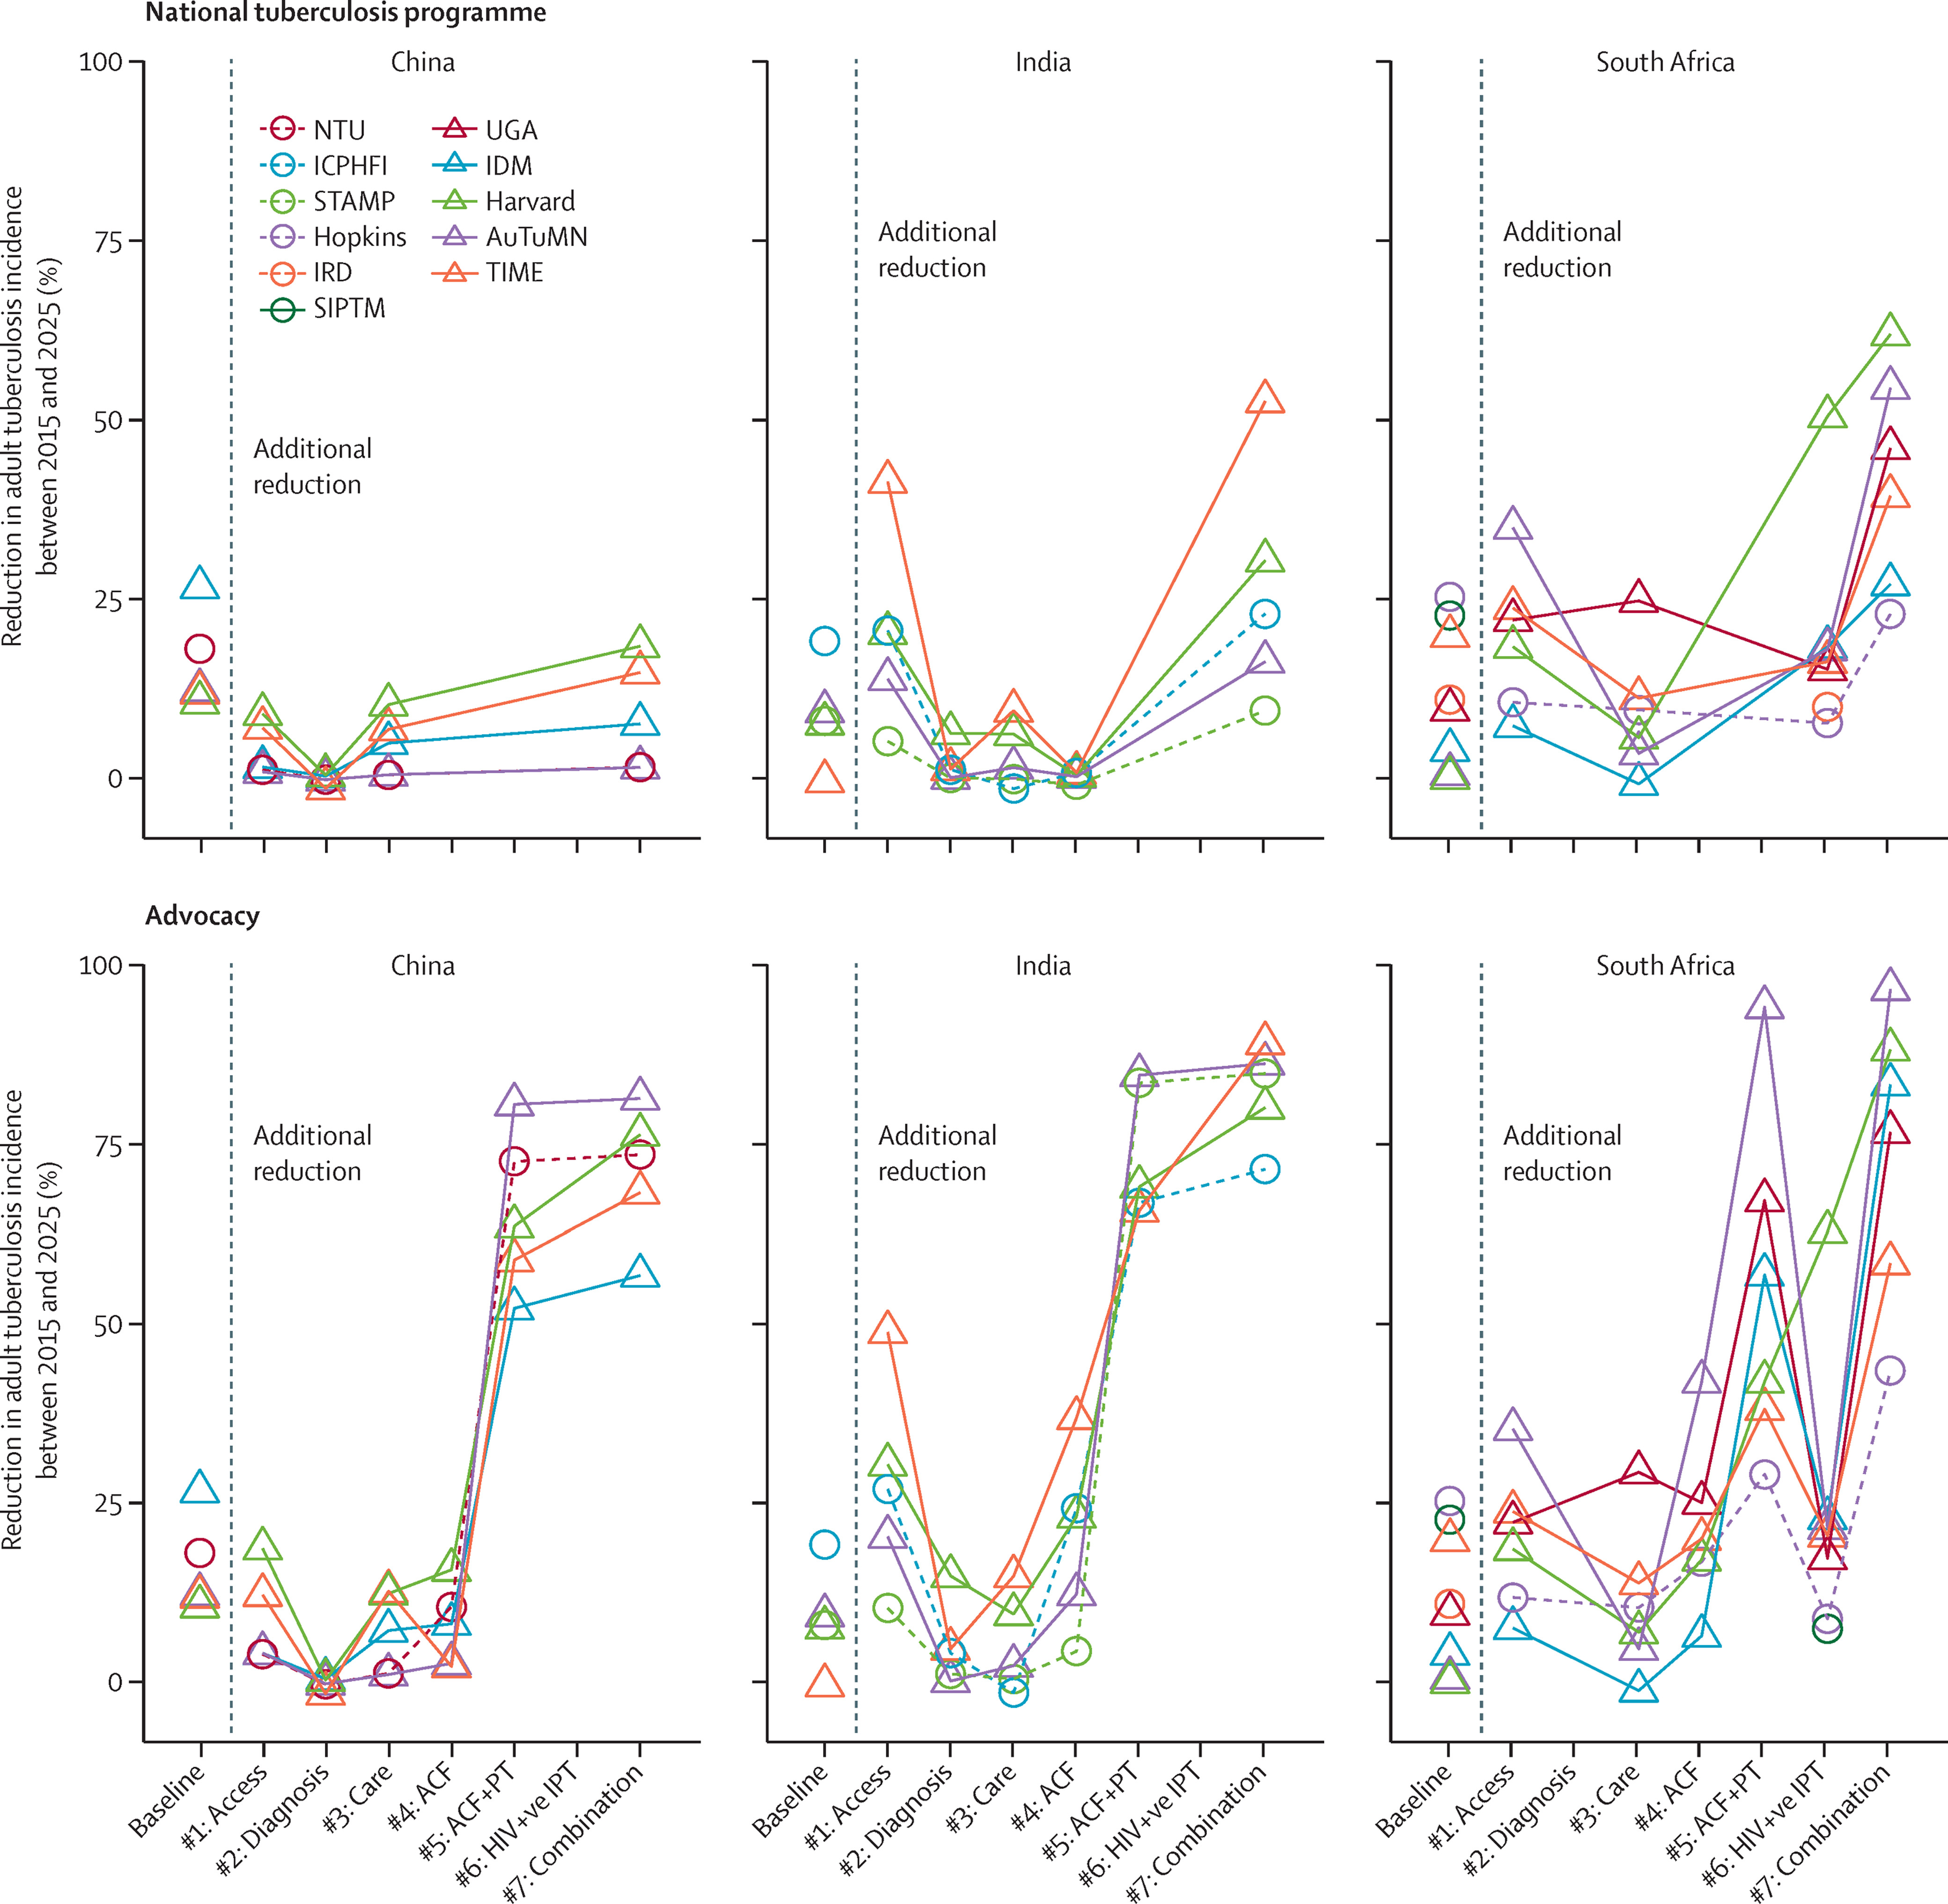 National tuberculosis programme
Reduction in adult tuberculosis incidence
between 2015 and 2025 (%)
100
75
50
25
0
China
NTU
ICPHFI
STAMP
Hopkins
IRD
SIPTM
UGA
IDM
Harvard
AuTuMN
TIME
Additional
reduction
India
Additional
reduction
South Africa
Additional
reduction
Advocacy
Reduction in adult tuberculosis incidence
between 2015 and 2025 (%)
100
75
50
25
0
China
Additional
reduction
Baseline
#1: Access
#2: Diagnosis
#3: Care
#4: ACF
#5: ACF+PT
#6: HIV+ve IPT
#7: Combination
India
Additional
reduction
Baseline
#1: Access
#2: Diagnosis
#3: Care
#4: ACF
#5: ACF+PT
#6: HIV+ve IPT
#7: Combination
South Africa
Additional
reduction
Baseline
#1: Access
#2: Diagnosis
#3: Care
#4: ACF
#5: ACF+PT
#6: HIV+ve IPT
#7: Combination